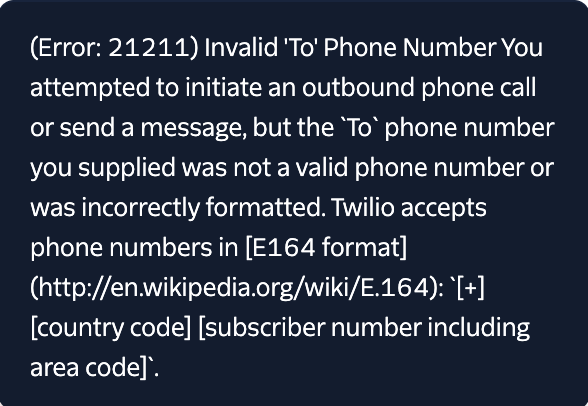 (Error: 21211) Invalid 'To' Phone Number You
attempted to initiate an outbound phone call
or send a message, but the `To` phone number
you supplied was not a valid phone number or
was incorrectly formatted. Twilio accepts
phone numbers in [E164 format]
(http://en.wikipedia.org/wiki/E.164): `[+]
[country code] [subscriber number including
area code]`.